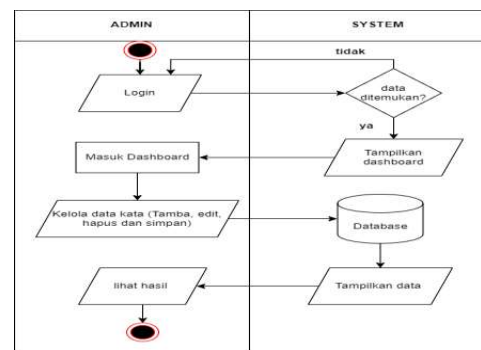 ADMIN
SYSTEM
tidak
Login
data
ditemukan?
ya
Masuk Dashboard
Tampilkan
dashboard
Kelola data kata (Tamba, edit,
hapus dan simpan)
Database
lihat hasil
Tampilkan data